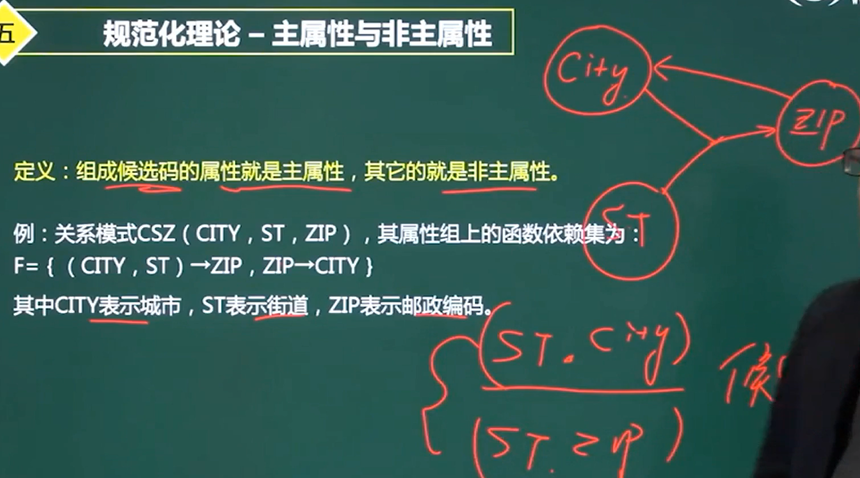 五
规范化理论 – 主属性与非主属性
City
ZIP
定义：组成候选码的属性就是主属性，其它的就是非主属性。
ST
例：关系模式CSZ（CITY，ST，ZIP），其属性组上的函数依赖集为：
F=｛（CITY，ST）→ZIP，ZIP→CITY｝
其中CITY表示城市，ST表示街道，ZIP表示邮政编码。
(ST. City)
(ST. ZIP)